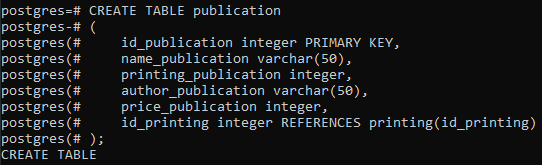 postgres=# CREATE TABLE publication
postgres-# (
postgres(#     id_publication integer PRIMARY KEY,
postgres(#     name_publication varchar(50),
postgres(#     printing_publication integer,
postgres(#     author_publication varchar(50),
postgres(#     price_publication integer,
postgres(#     id_printing integer REFERENCES printing(id_printing)
postgres(# );
CREATE TABLE